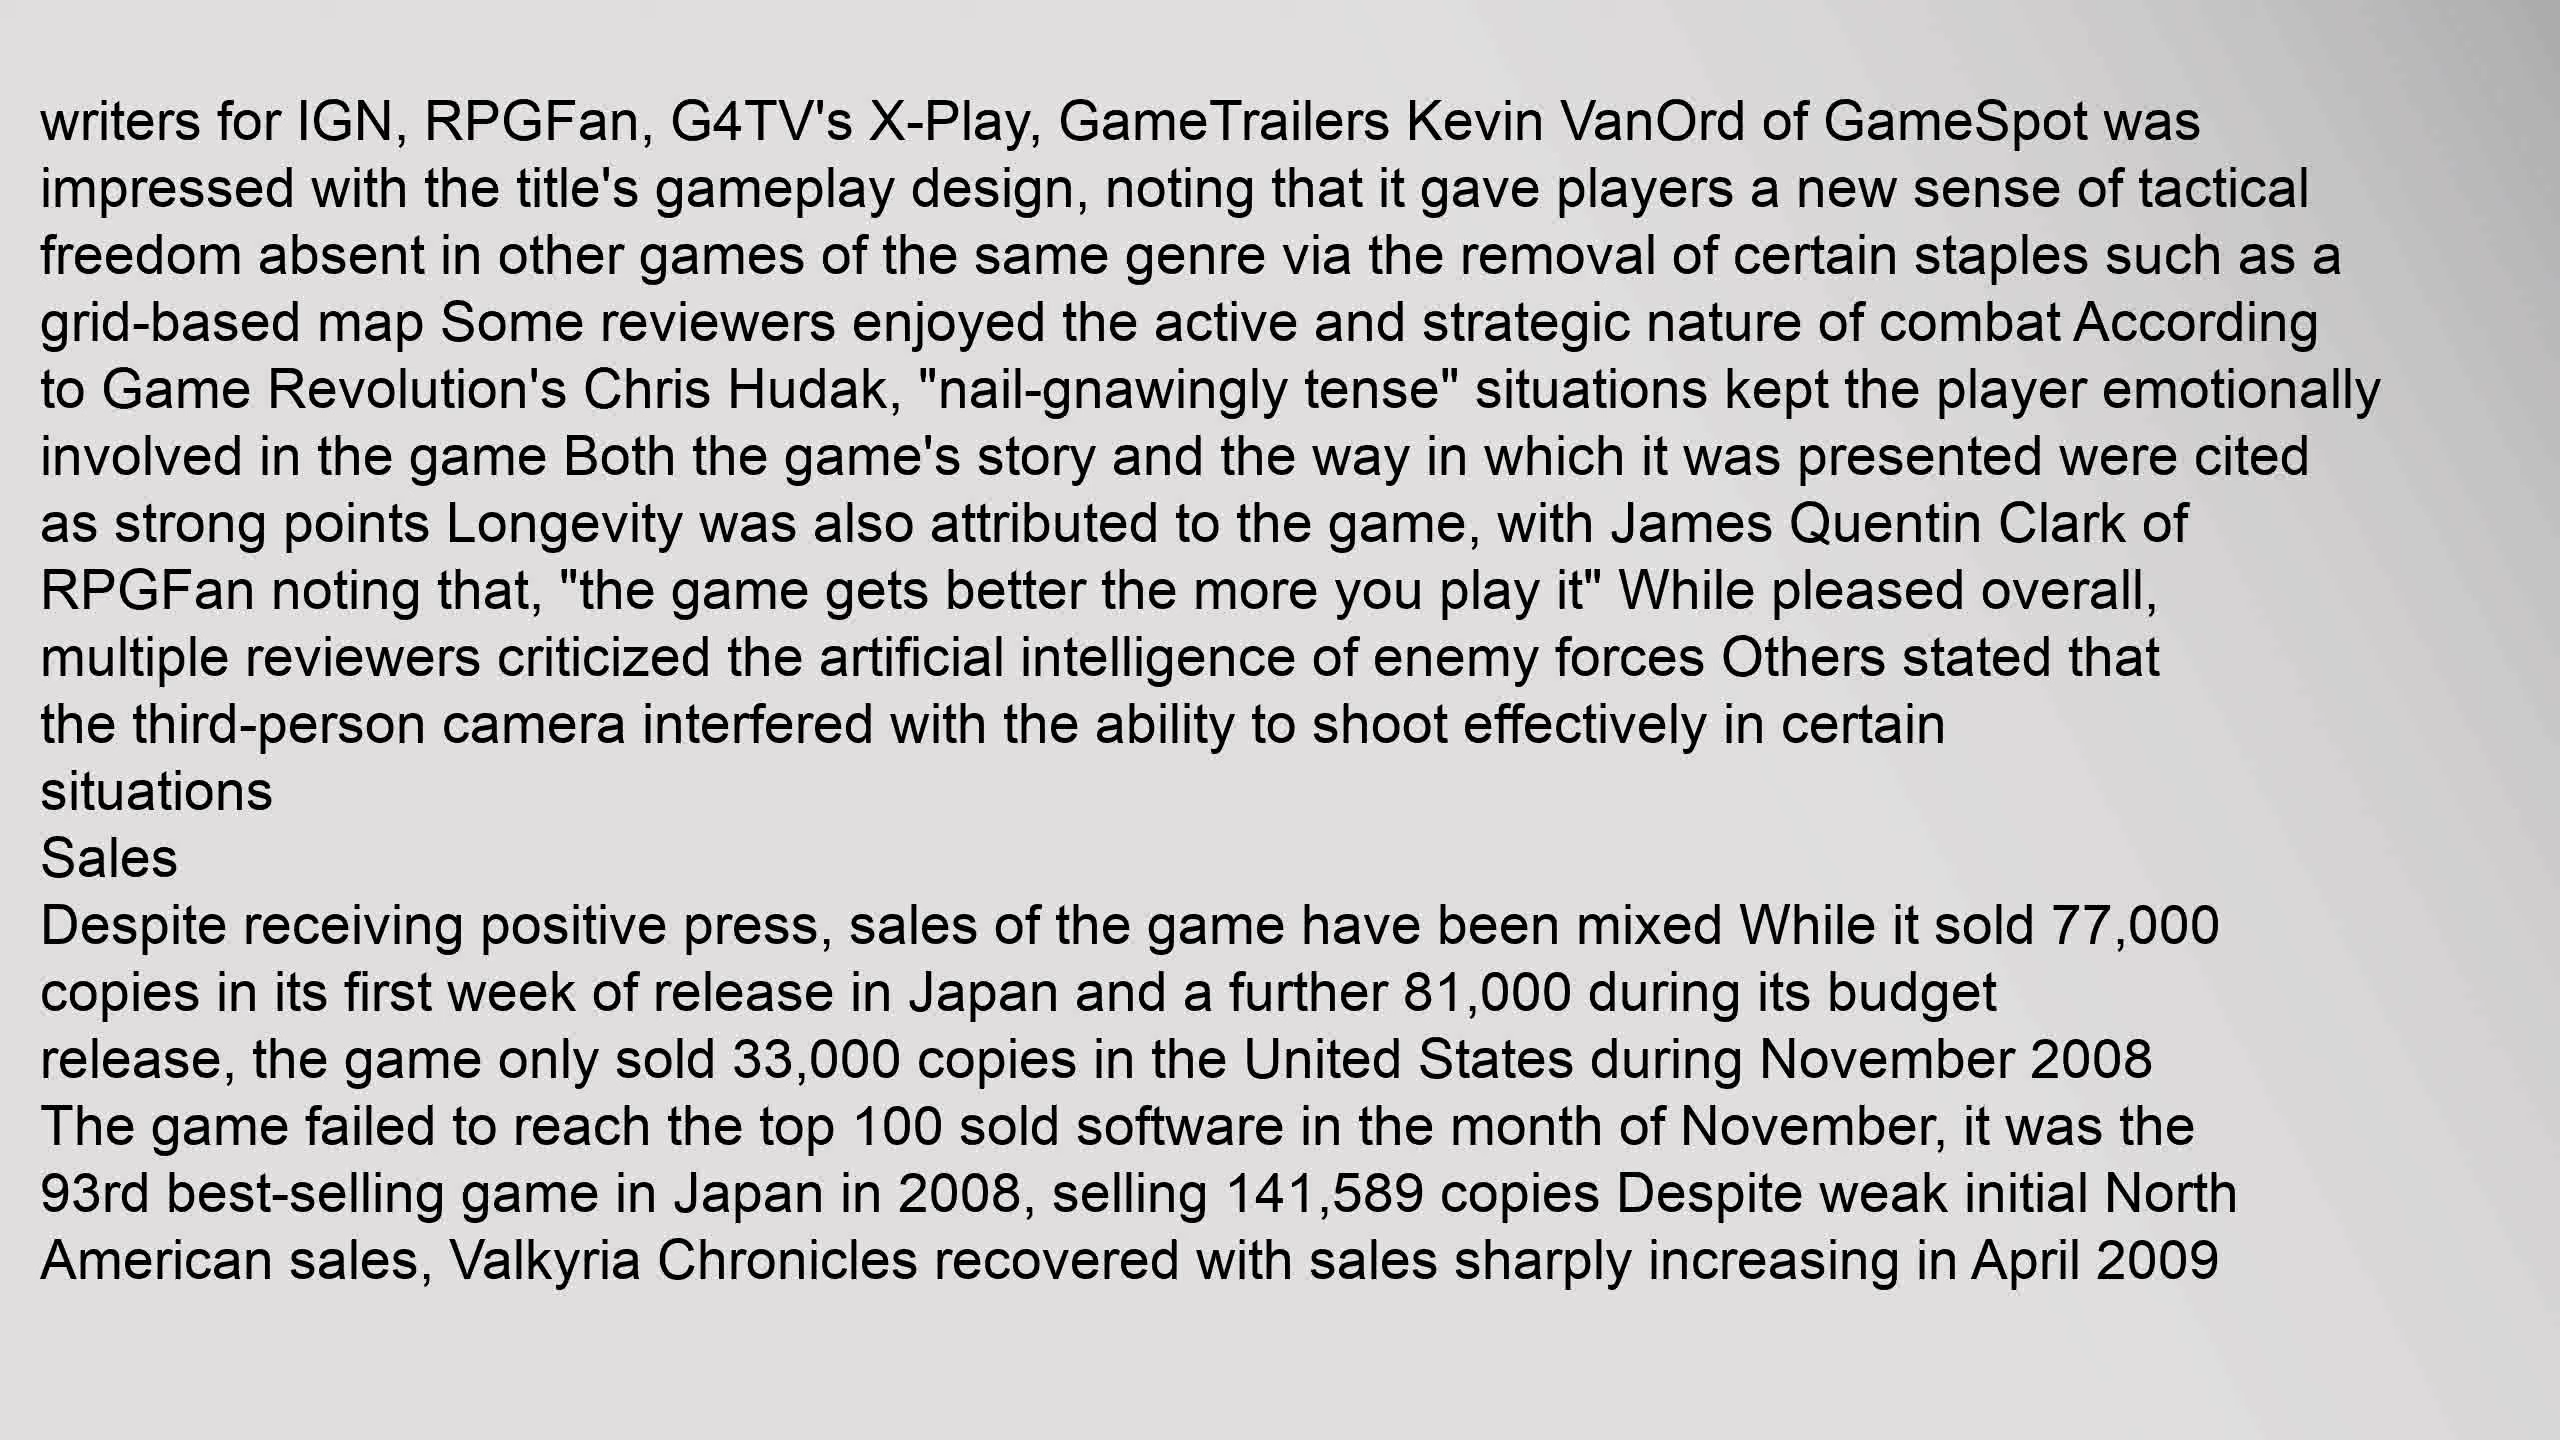 writers for IGN, RPGFan, G4TV's X-Play, GameTrailers Kevin VanOrd of GameSpot was
impressed with the title's gameplay design, noting that it gave players a new sense of tactical
freedom absent in other games of the same genre via the removal of certain staples such as a
grid-based map Some reviewers enjoyed the active and strategic nature of combat According
to Game Revolution's Chris Hudak, "nail-gnawingly tense" situations kept the player emotionally
involved in the game Both the game's story and the way in which it was presented were cited
as strong points Longevity was also attributed to the game, with James Quentin Clark of
RPGFan noting that, "the game gets better the more you play it" While pleased overall,
multiple reviewers criticized the artificial intelligence of enemy forces Others stated that
the third-person camera interfered with the ability to shoot effectively in certain
situations
Sales
Despite receiving positive press, sales of the game have been mixed While it sold 77,000
copies in its first week of release in Japan and a further 81,000 during its budget
release, the game only sold 33,000 copies in the United States during November 2008
The game failed to reach the top 100 sold software in the month of November, it was the
93rd best-selling game in Japan in 2008, selling 141,589 copies Despite weak initial North
American sales, Valkyria Chronicles recovered with sales sharply increasing in April 2009